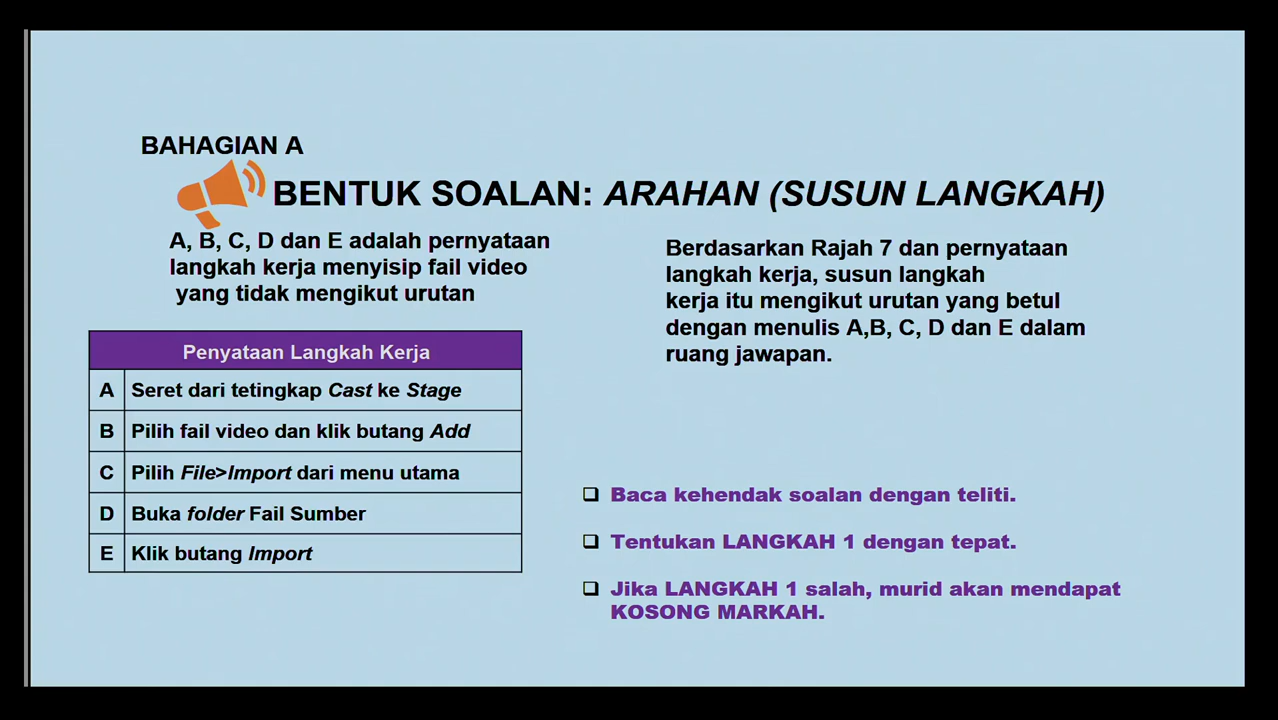 BAHAGIAN A
BENTUK SOALAN: ARAHAN (SUSUN LANGKAH)
A, B, C, D dan E adalah pernyataan
langkah kerja menyisip fail video
yang tidak mengikut urutan
Penyataan Langkah Kerja
A Seret dari tetingkap Cast ke Stage
B Pilih fail video dan klik butang Add
C Pilih File>Import dari menu utama
D Buka folder Fail Sumber
E Klik butang Import
Berdasarkan Rajah 7 dan pernyataan
langkah kerja, susun langkah
kerja itu mengikut urutan yang betul
dengan menulis A,B, C, D dan E dalam
ruang jawapan.
Baca kehendak soalan dengan teliti.
Tentukan LANGKAH 1 dengan tepat.
Jika LANGKAH 1 salah, murid akan mendapat
KOSONG MARKAH.